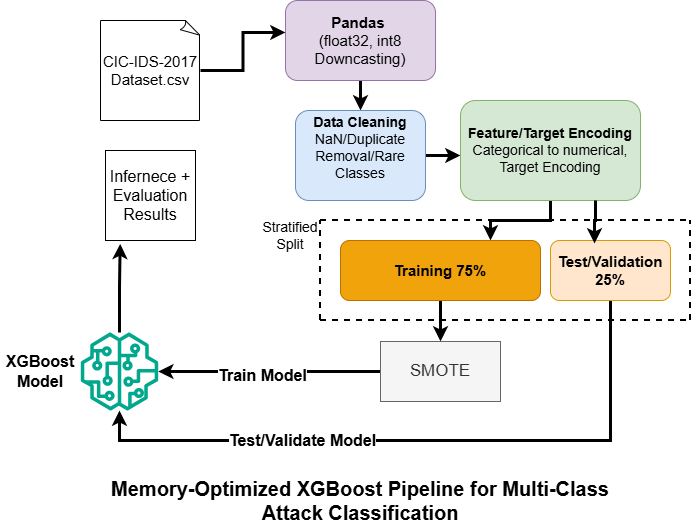 CIC-IDS-2017
Dataset.csv
Pandas
(float32, int8
Downcasting)
Data Cleaning
NaN/Duplicate
Removal/Rare
Classes
Feature/Target Encoding
Categorical to numerical,
Target Encoding
Infernece +
Evaluation
Results
Stratified
Split
Training 75%
Test/Validation
25%
XGBoost
Model
Train Model
SMOTE
Test/Validate Model
Memory-Optimized XGBoost Pipeline for Multi-Class
Attack Classification